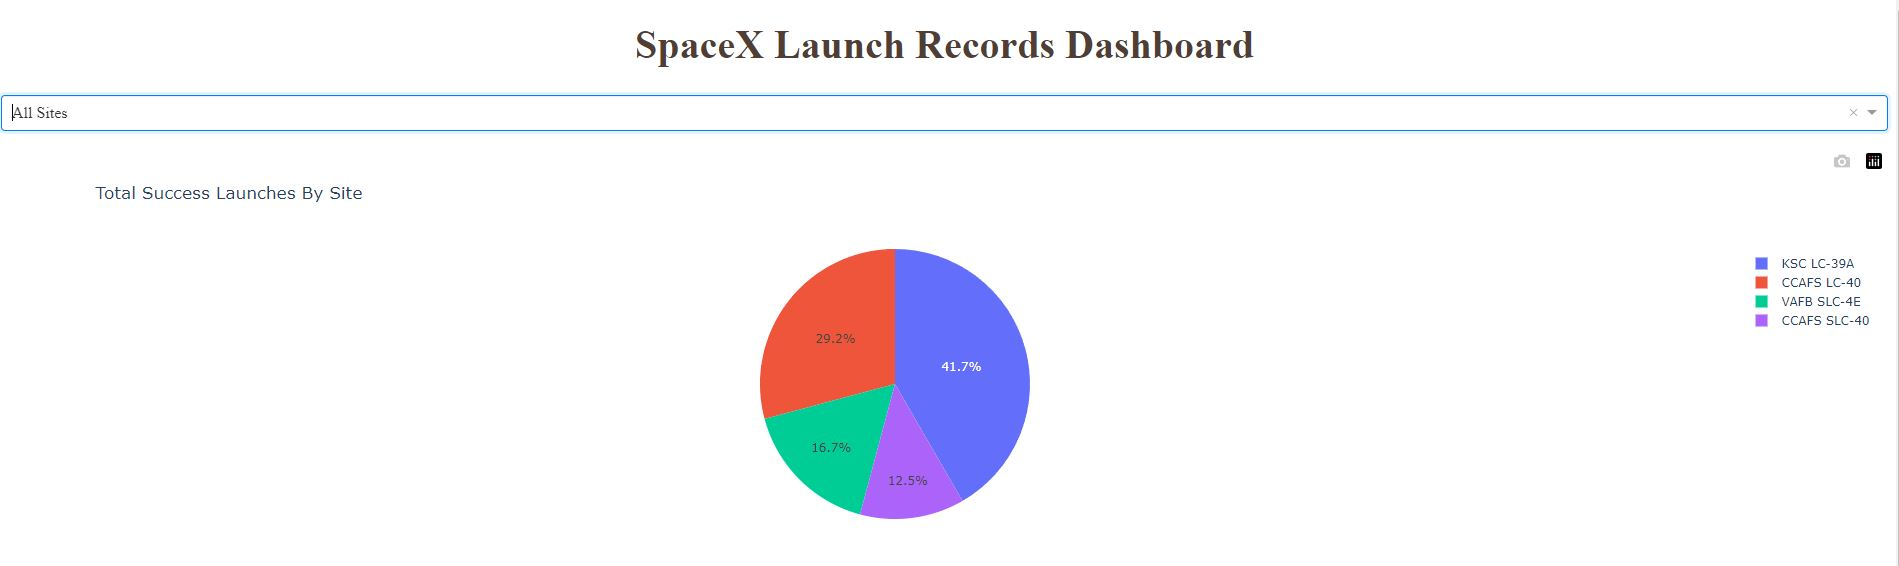 SpaceX Launch Records Dashboard
All Sites
Total Success Launches By Site
KSC LC-39A
CCAFS LC-40
VAFB SLC-4E
CCAFS SLC-40
29.2%
41.7%
16.7%
12.5%